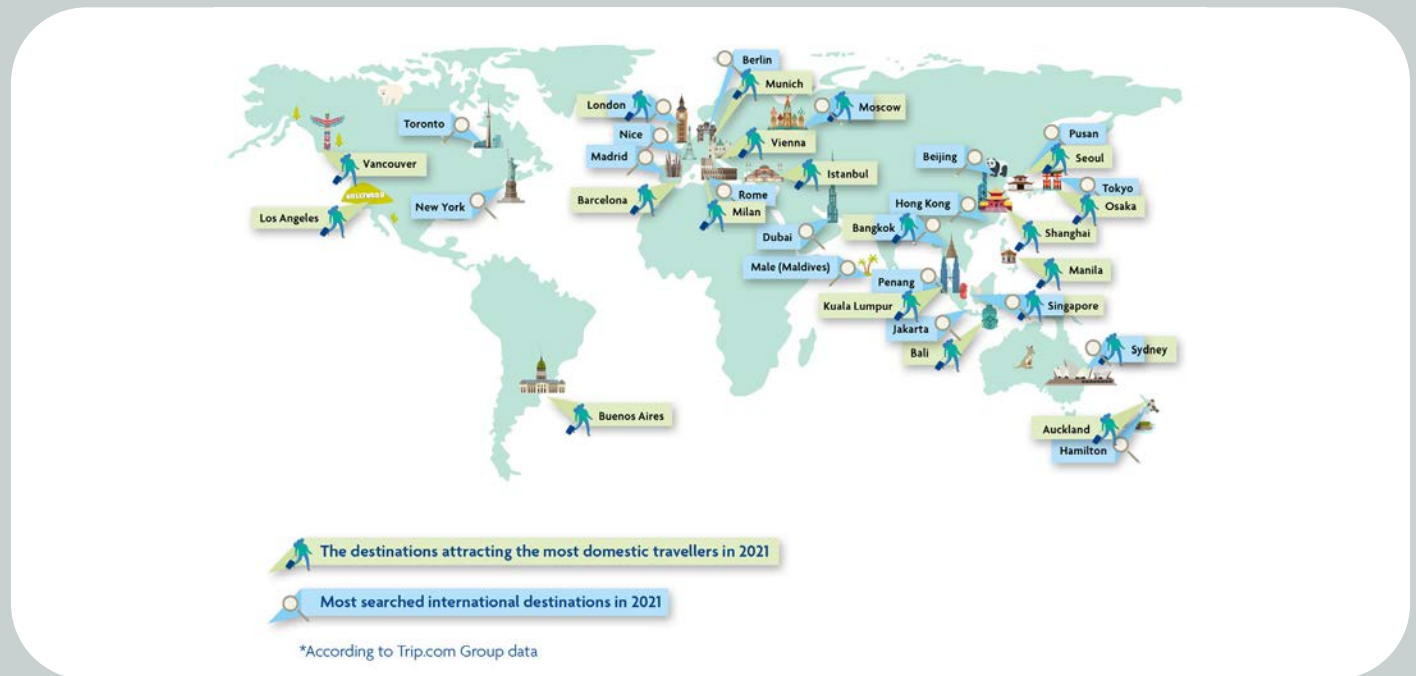 Berlin
Munich
London
Moscow
Toronto
Nice
Pusan
Vienna
Madrid
Beijing
Seoul
Vancouver
Istanbul
Tokyo
HOLLYWOOD
Rome
Barcelona
Hong Kong
Osaka
New York
Milan
Los Angeles
Bangkok
Shanghai
Dubai
Male (Maldives)
Manila
Penang
Kuala Lumpur
Singapore
Jakarta
Sydney
Bali
Buenos Aires
Auckland
Hamilton
The destinations attracting the most domestic travellers in 2021
Most searched international destinations in 2021
*According to Trip.com Group data